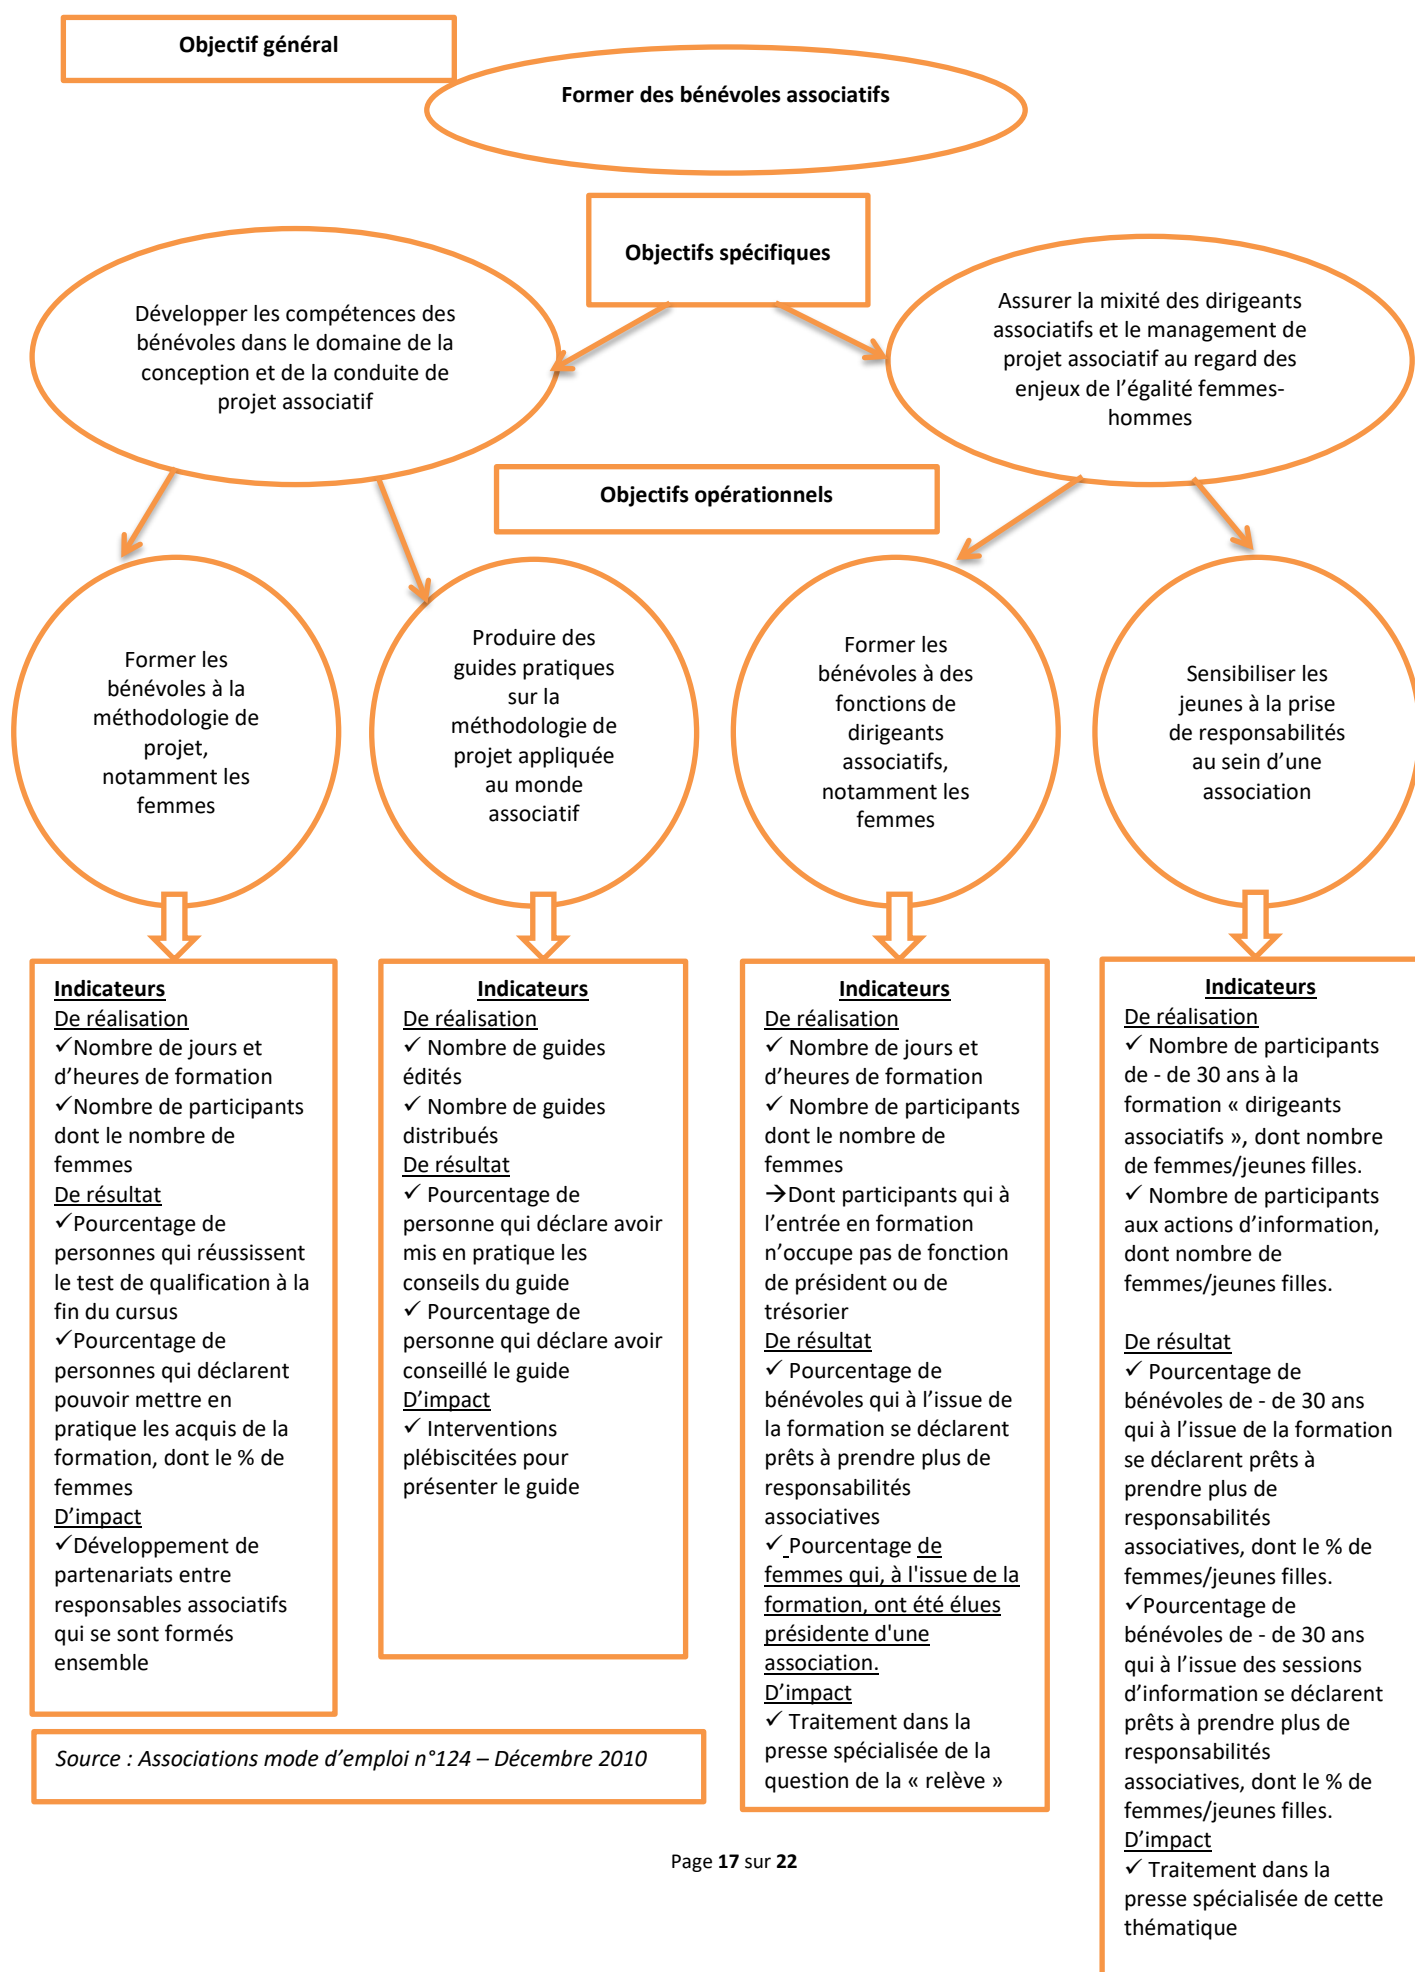 Objectif général
Former des bénévoles associatifs
Objectifs spécifiques
Développer les compétences des
bénévoles dans le domaine de la
conception et de la conduite de
projet associatif
Assurer la mixité des dirigeants
associatifs et le management de
projet associatif au regard des
enjeux de l’égalité femmes-
hommes
Objectifs opérationnels
Former les
bénévoles à la
méthodologie de
projet,
notamment les
femmes
Produire des
guides pratiques
sur la
méthodologie de
projet appliquée
au monde
associatif
Former les
bénévoles à des
fonctions de
dirigeants
associatifs,
notamment les
femmes
Sensibiliser les
jeunes à la prise
de responsabilités
au sein d’une
association
Indicateurs
De réalisation
✓Nombre de jours et
d’heures de formation
✓Nombre de participants
dont le nombre de
femmes
De résultat
✓Pourcentage de
personnes qui réussissent
le test de qualification à la
fin du cursus
✓Pourcentage de
personnes qui déclarent
pouvoir mettre en
pratique les acquis de la
formation, dont le % de
femmes
D’impact
✓Développement de
partenariats entre
responsables associatifs
qui se sont formés
ensemble
Indicateurs
De réalisation
✓ Nombre de guides
édités
✓ Nombre de guides
distribués
De résultat
✓ Pourcentage de
personne qui déclare avoir
mis en pratique les
conseils du guide
✓ Pourcentage de
personne qui déclare avoir
conseillé le guide
D’impact
✓ Interventions
plébiscitées pour
présenter le guide
Indicateurs
De réalisation
✓ Nombre de jours et
d’heures de formation
✓ Nombre de participants
dont le nombre de
femmes
→Dont participants qui à
l’entrée en formation
n’occupe pas de fonction
de président ou de
trésorier
De résultat
✓ Pourcentage de
bénévoles qui à l’issue de
la formation se déclarent
prêts à prendre plus de
responsabilités
associatives
✓ Pourcentage de
femmes qui, à l'issue de la
formation, ont été élues
présidente d'une
association.
D’impact
✓ Traitement dans la
presse spécialisée de la
question de la « relève »
Indicateurs
De réalisation
✓ Nombre de participants
de - de 30 ans à la
formation « dirigeants
associatifs », dont nombre
de femmes/jeunes filles.
✓ Nombre de participants
aux actions d’information,
dont nombre de
femmes/jeunes filles.
De résultat
✓ Pourcentage de
bénévoles de - de 30 ans
qui à l’issue de la formation
se déclarent prêts à
prendre plus de
responsabilités
associatives, dont le % de
femmes/jeunes filles.
✓Pourcentage de
bénévoles de - de 30 ans
qui à l’issue des sessions
d’information se déclarent
prêts à prendre plus de
responsabilités
associatives, dont le % de
femmes/jeunes filles.
D’impact
✓ Traitement dans la
presse spécialisée de cette
thématique
Source : Associations mode d’emploi n°124 – Décembre 2010
Page 17 sur 22